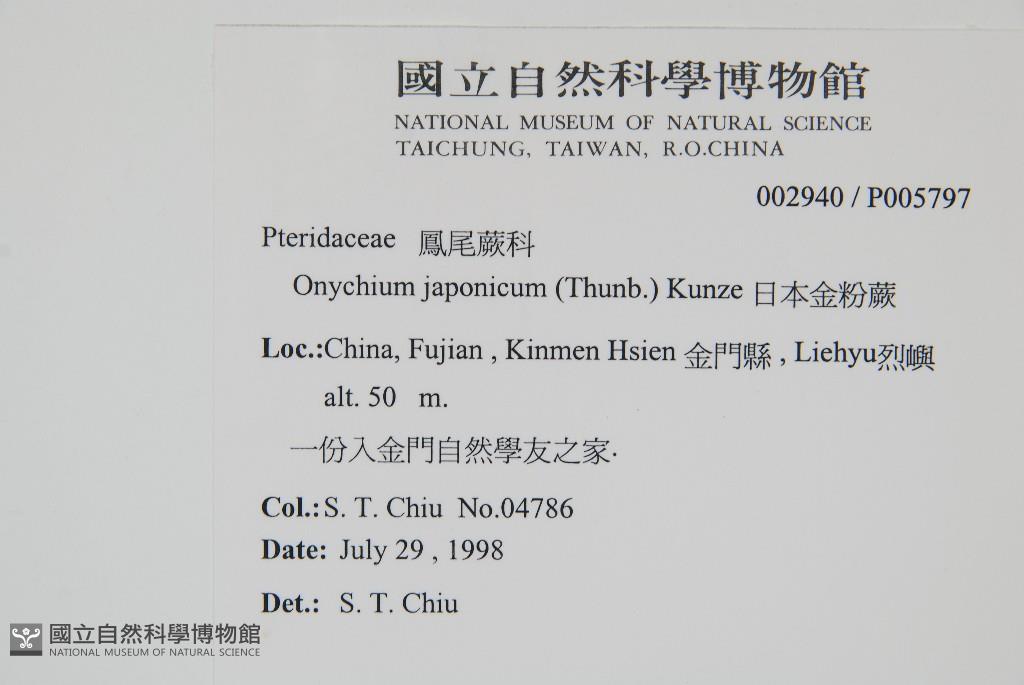 國立自然科學博物館
NATIONAL MUSEUM OF NATURAL SCIENCE
TAICHUNG, TAIWAN, R.O.CHINA
002940 / P005797
Pteridaceae 鳳尾蕨科
Onychium japonicum (Thunb.) Kunze 日本金粉蕨
Loc.:China, Fujian , Kinmen Hsien 金門縣 , Liehyu烈嶼
alt. 50 m.
一份入金門自然學友之家.
Col.:S. T. Chiu No.04786
Date: July 29 , 1998
Det.: S. T. Chiu
國立自然科學博物館
NATIONAL MUSEUM OF NATURAL SCIENCE